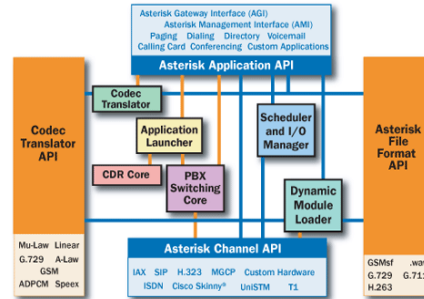 Asterisk Gateway Interface (AGI)
Asterisk Management Interface (AMI)
Paging Dialing Directory Voicemail
Calling Card Conferencing Custom Applications
Asterisk Application API
Codec
Translator
API
Mu-Law Linear
G.729 A-Law
GSM
ADPCM Speex
Codec
Translator
Application
Launcher
CDR Core
PBX
Switching
Core
Scheduler
and I/O
Manager
Dynamic
Module
Loader
Asterisk
File
Format
API
GSMsf .wav
G.729 G.711
H.263
Asterisk Channel API
IAX SIP H.323 MGCP Custom Hardware
ISDN Cisco Skinny® UniSTM T1